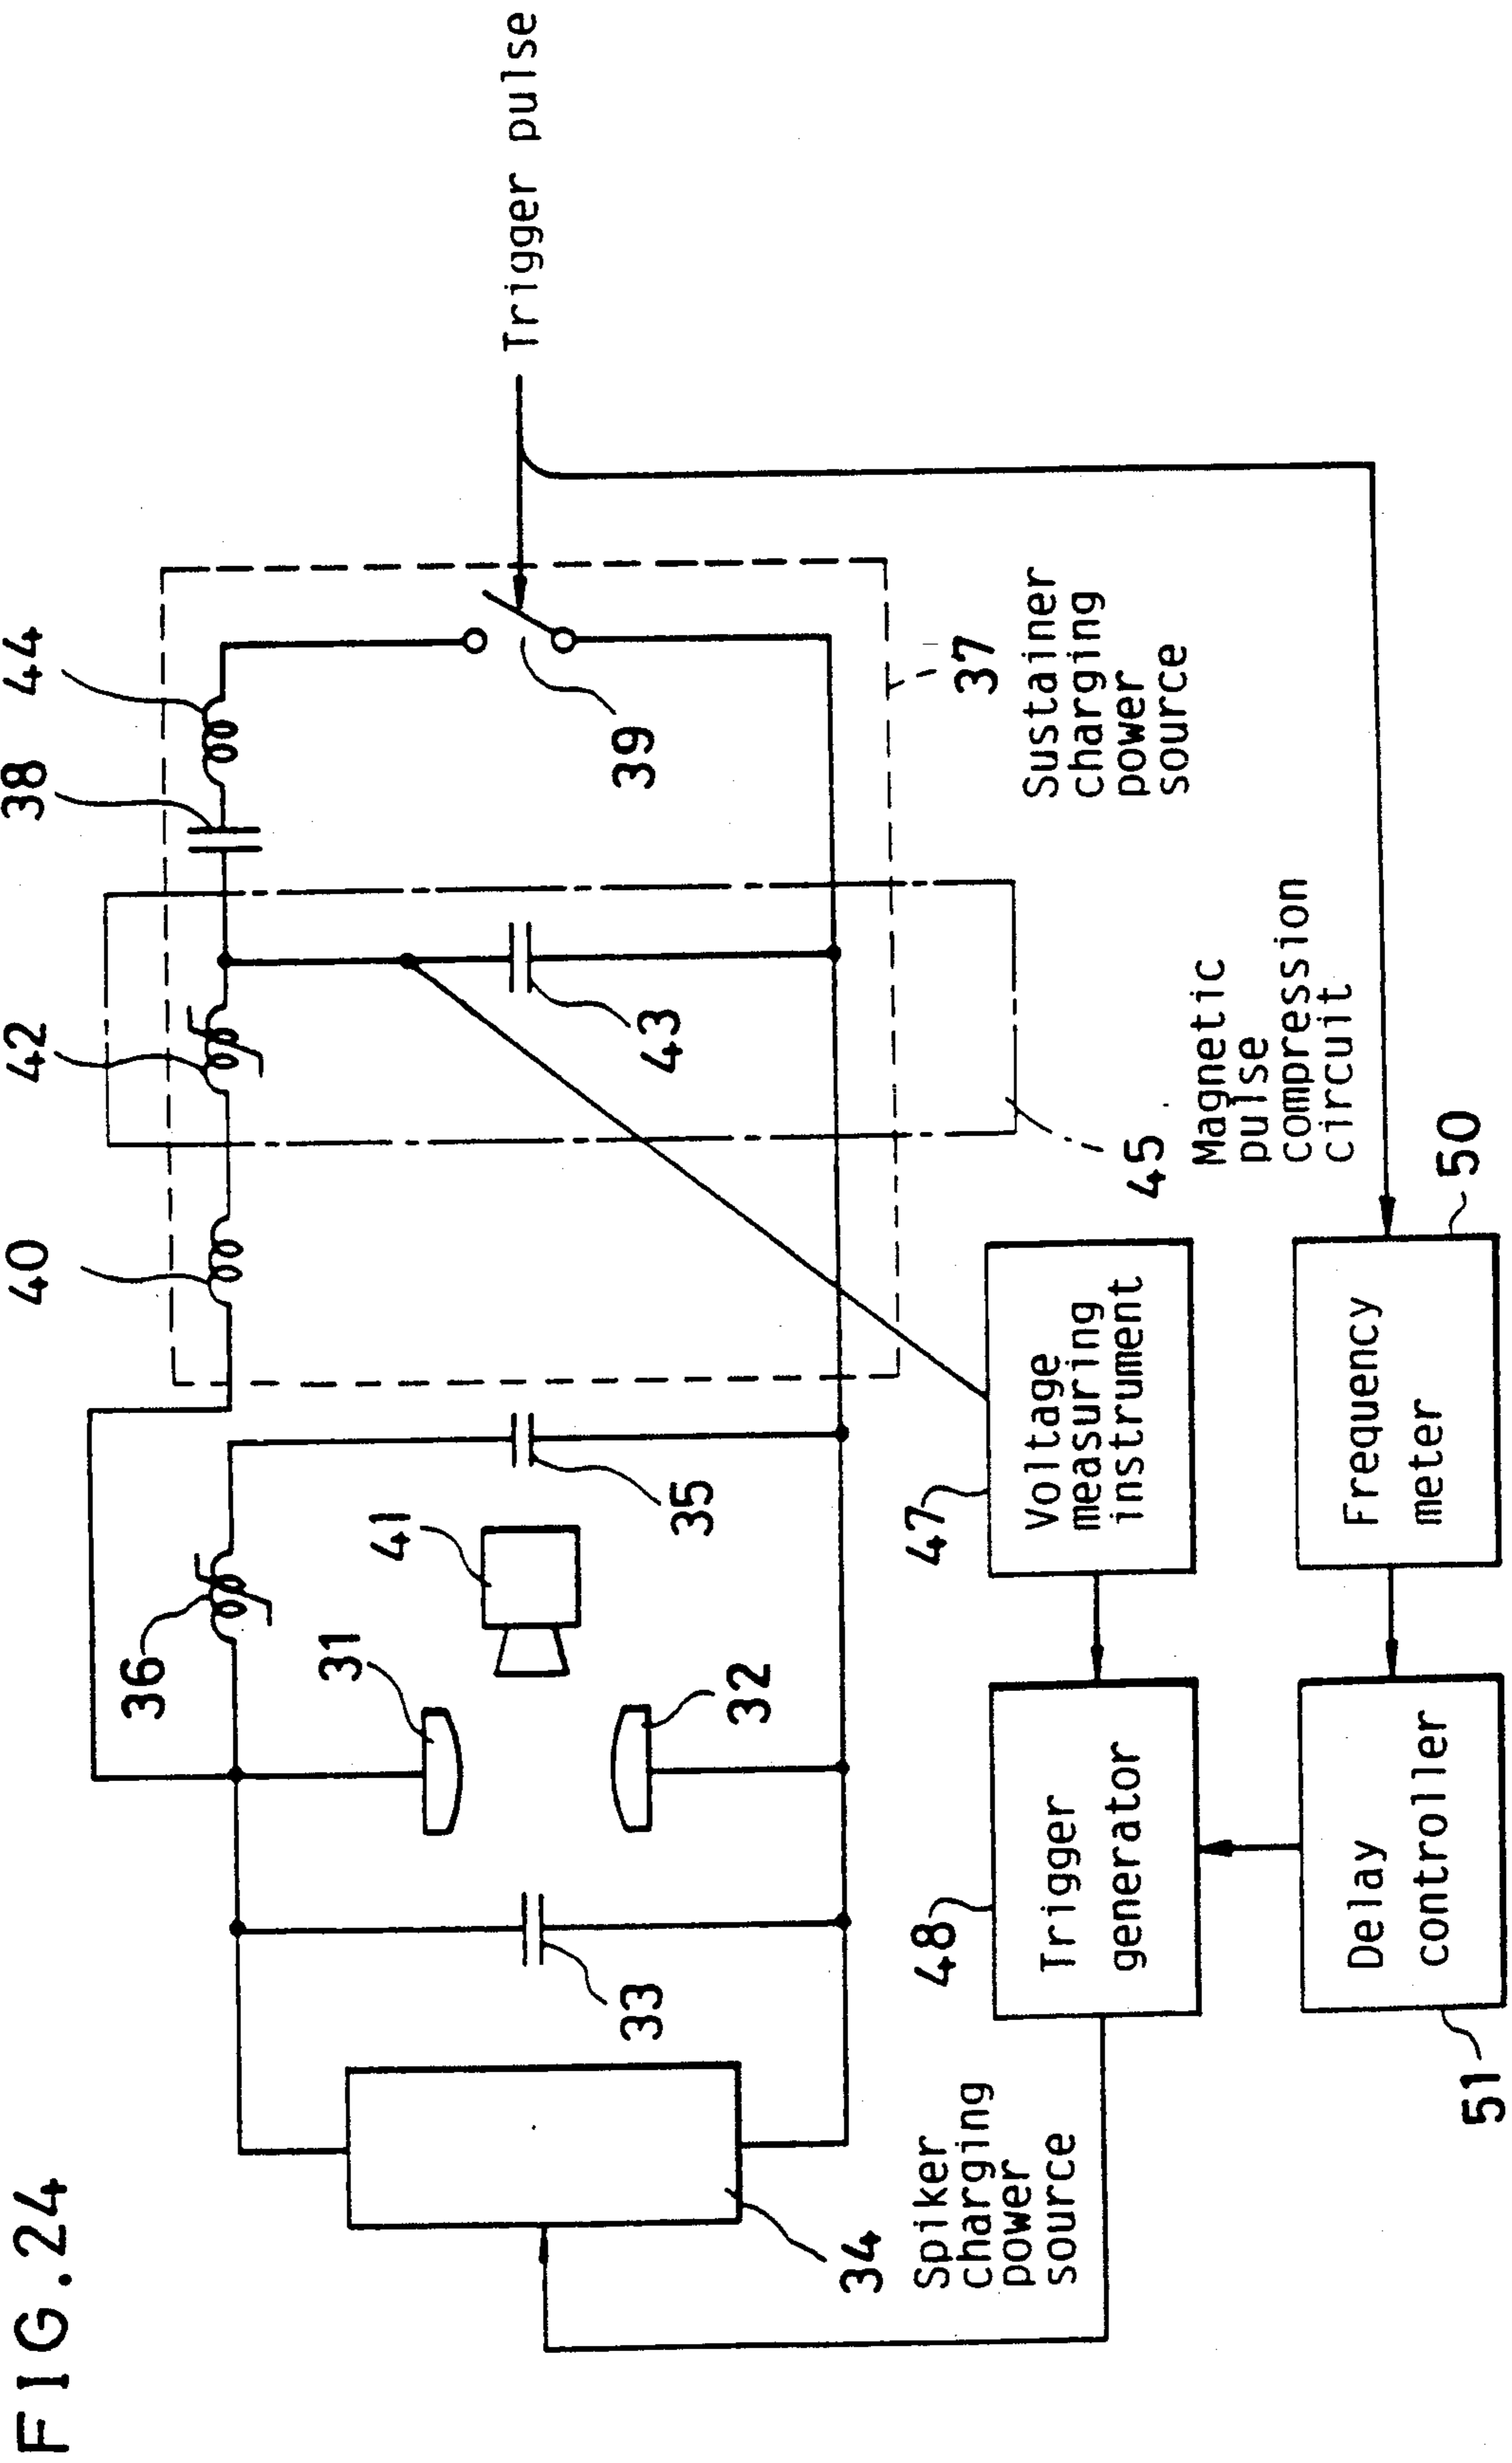 FIG.24
40
42
38
44
36
31
41
35
43
39
Trigger pulse
32
33
37
Sustainer
charging
power
source
45
Magnetic
pulse
compression
circuit
34
Spiker
charging
power
source
48
Trigger
generator
47
Voltage
measuring
instrument
51
Delay
controller
Frequency
meter
50